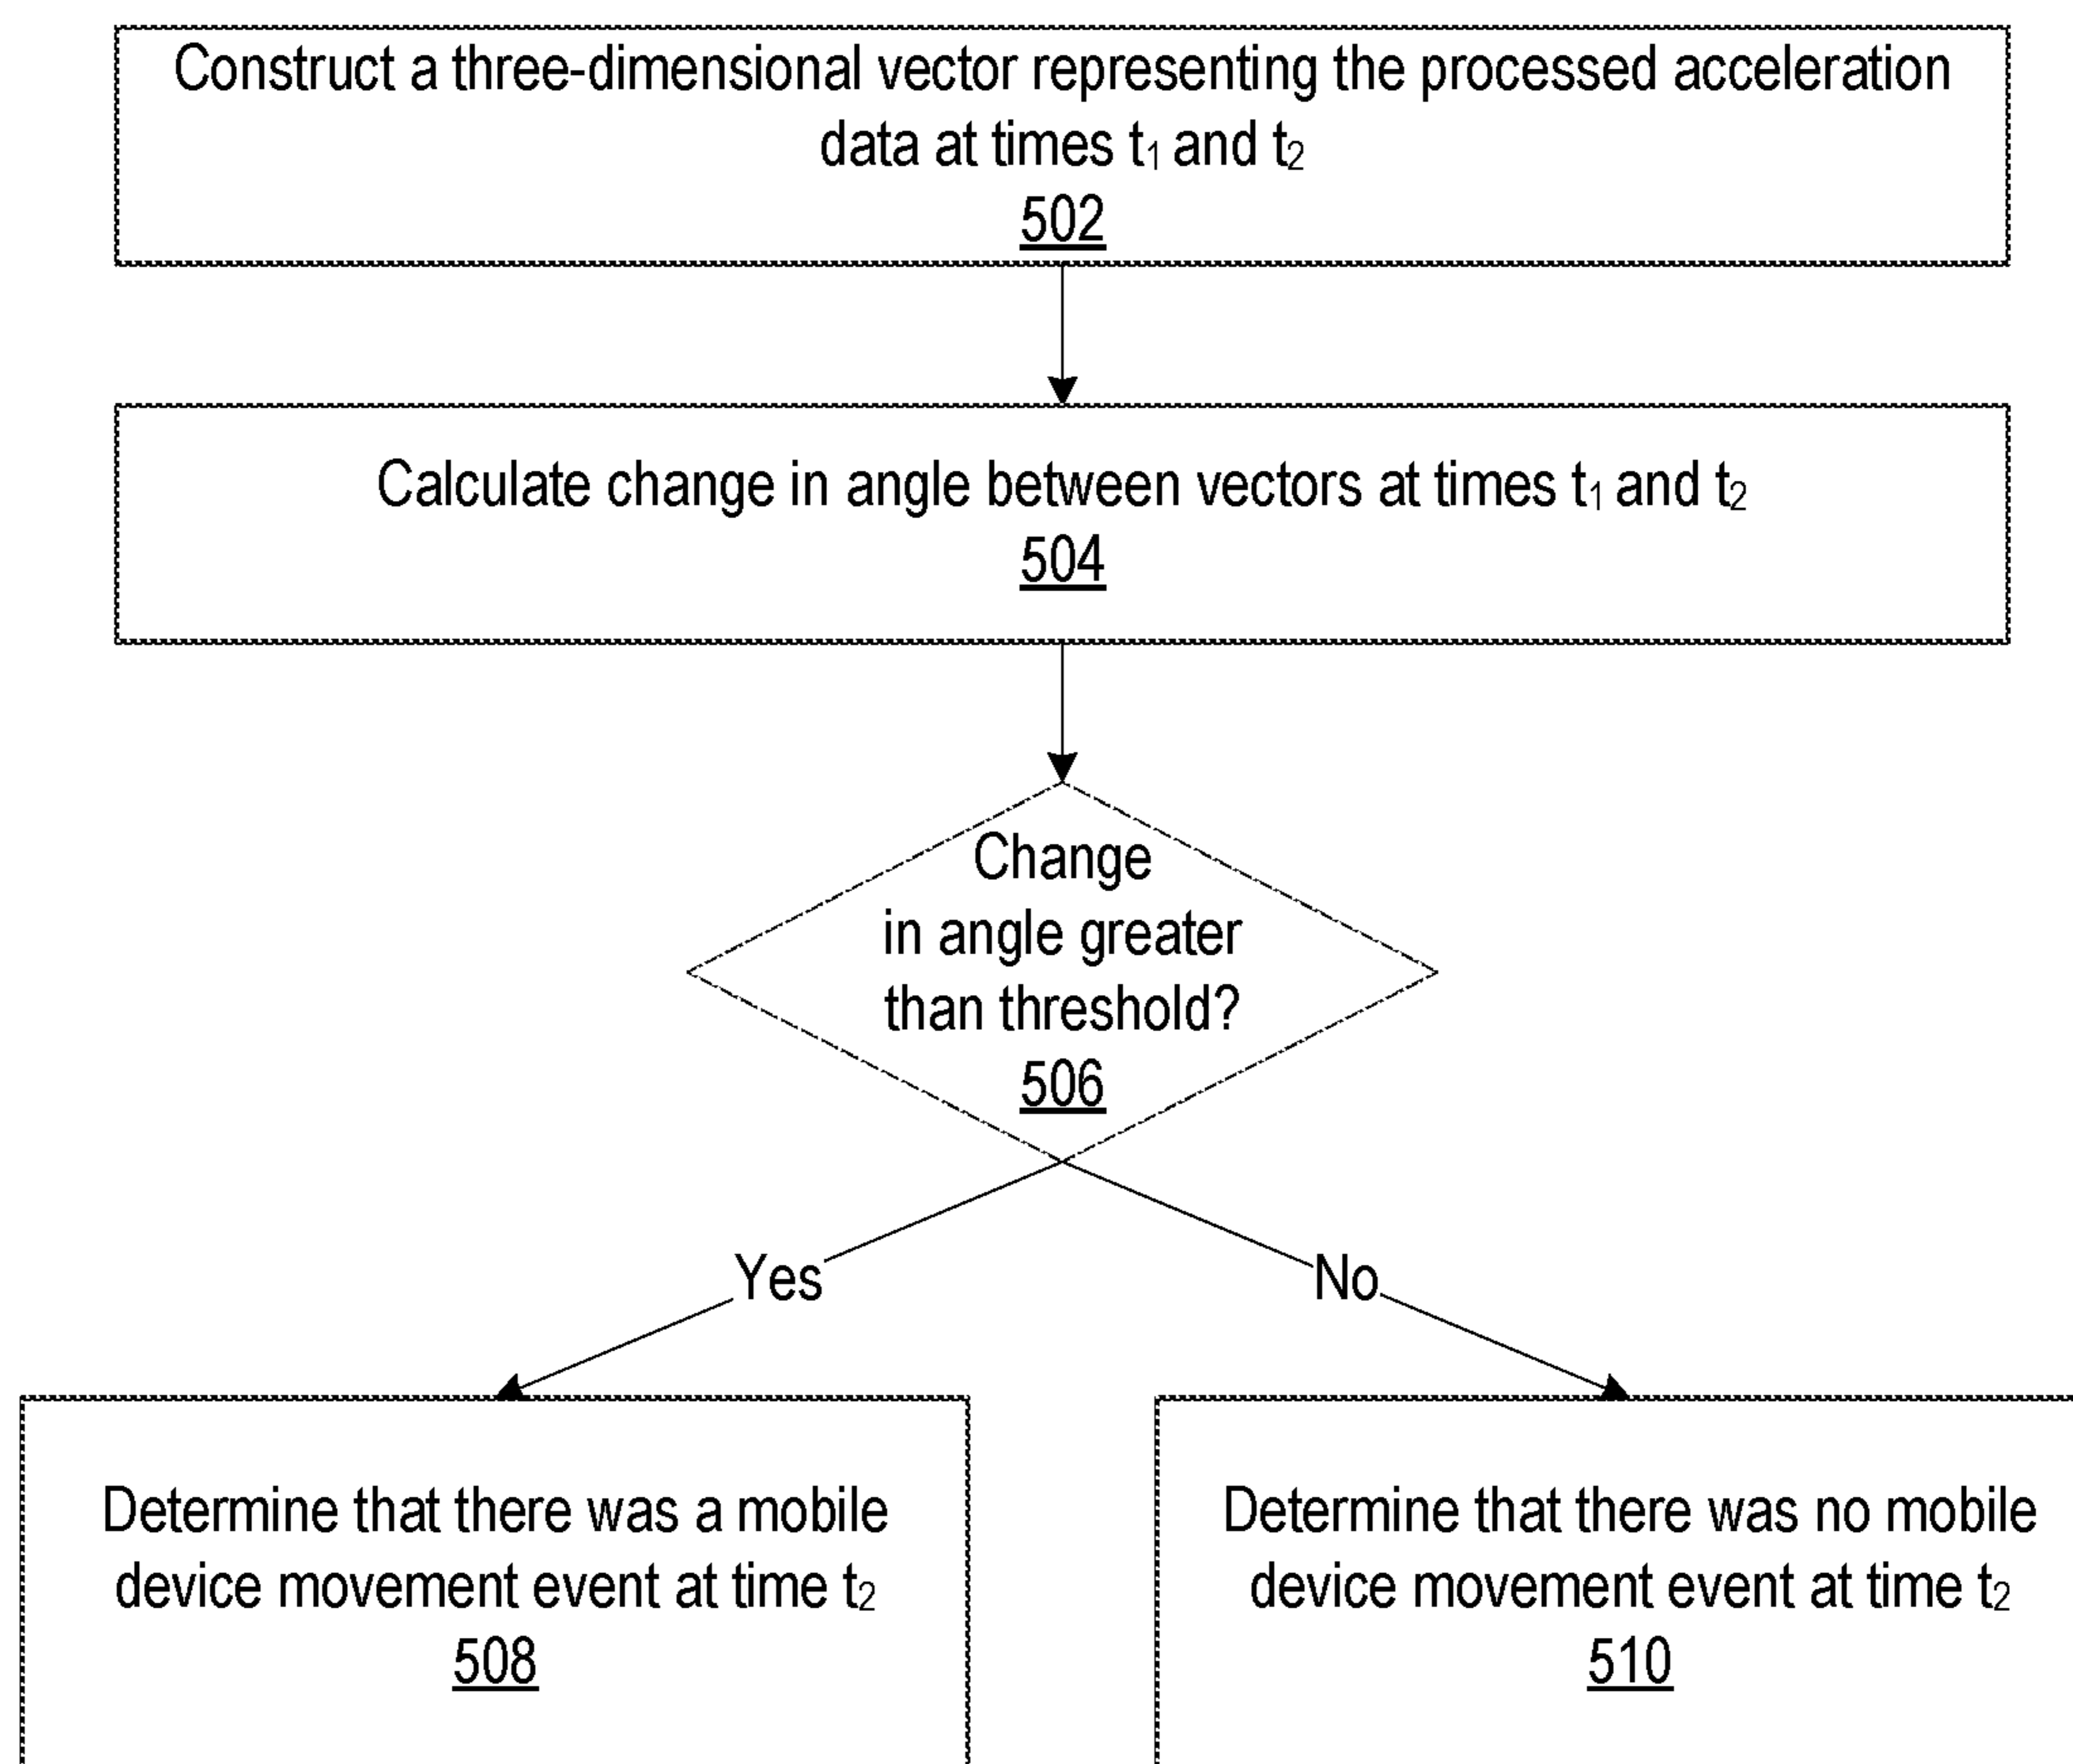 Construct a three-dimensional vector representing the processed acceleration
data at times t₁ and t₂
502
Calculate change in angle between vectors at times t₁ and t₂
504
Change
in angle greater
than threshold?
506
Yes
No
Determine that there was a mobile
device movement event at time t₂
508
Determine that there was no mobile
device movement event at time t₂
510